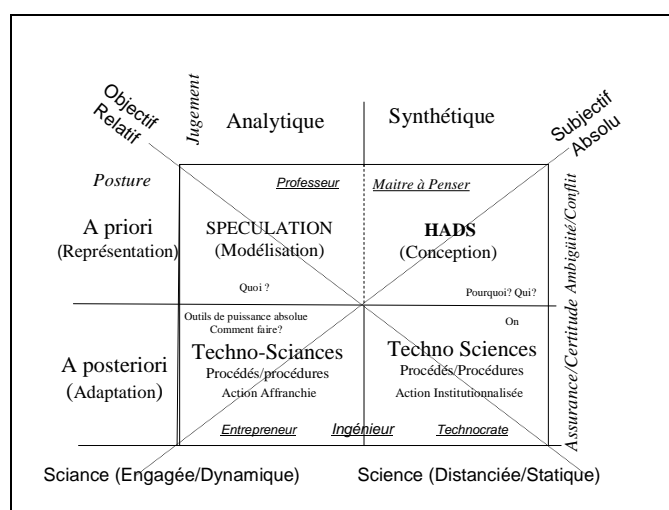 Objectif
Relatif
Jugement
Analytique
Synthétique
Subjectif
Absolu
Posture
Professeur
Maitre à Penser
A priori
(Représentation)
SPECULATION
(Modélisation)
HADS
(Conception)
Quoi ?
Pourquoi? Qui?
Outils de puissance absolue
Comment faire?
On
A posteriori
(Adaptation)
Techno-Sciances
Procédés/procédures
Action Affranchie
Techno Sciences
Procédés/Procédures
Action Institutionnalisée
Entrepreneur
Ingénieur
Technocrate
Assurance/Certitude Ambigüité/Conflit
Sciance (Engagée/Dynamique)
Science (Distanciée/Statique)